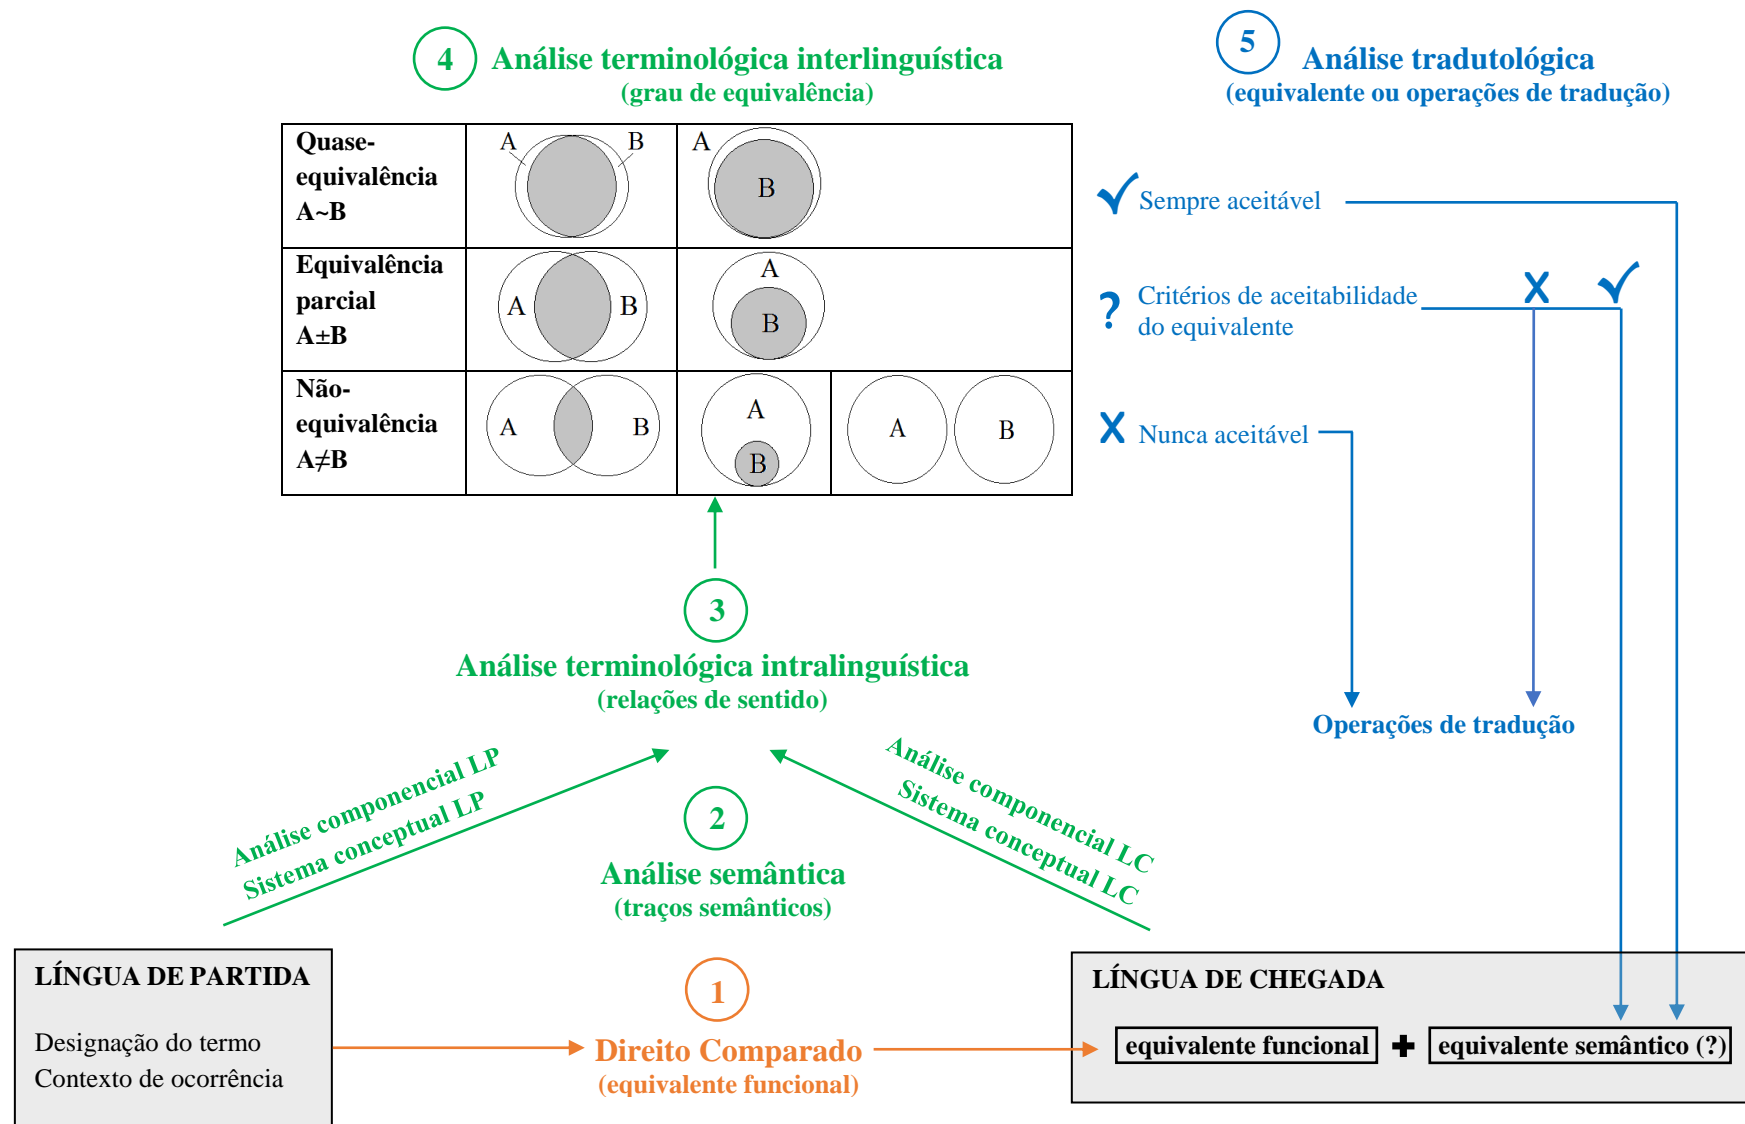 4 Análise terminológica interlinguística
(grau de equivalência)
5 Análise tradutológica
(equivalente ou operações de tradução)
Quase-
equivalência
A~B
A B
A
B
Sempre aceitável
Equivalência
parcial
A±B
A B
A
B
? Critérios de aceitabilidade
do equivalente
X
Não-
equivalência
A≠B
A B
A
B
A B
X Nunca aceitável
3
Análise terminológica intralinguística
(relações de sentido)
Operações de tradução
Análise componencial LP
Sistema conceptual LP
Análise componencial LC
Sistema conceptual LC
2
Análise semântica
(traços semânticos)
LÍNGUA DE PARTIDA
Designação do termo
Contexto de ocorrência
1
Direito Comparado
(equivalente funcional)
LÍNGUA DE CHEGADA
equivalente funcional + equivalente semântico (?)